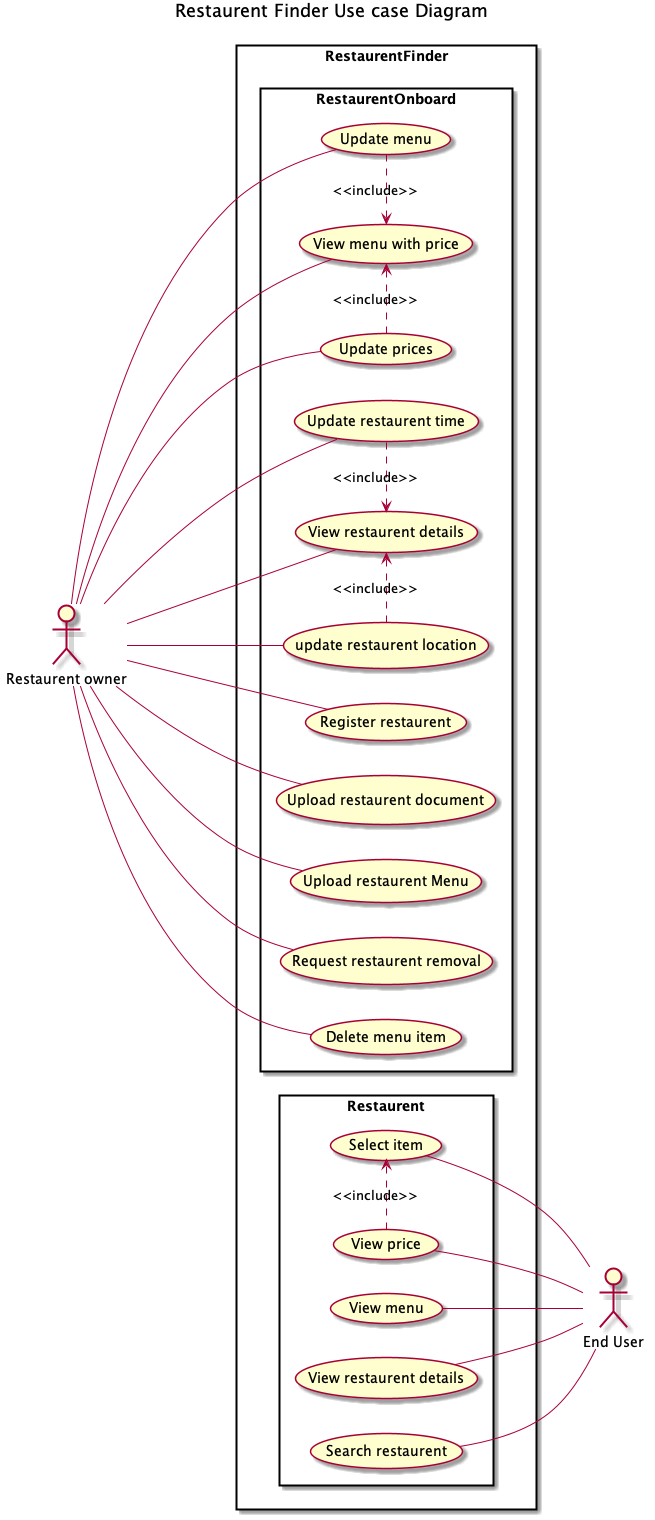 Restaurent Finder Use case Diagram
RestaurentFinder
RestaurentOnboard
Update menu
<<include>>
View menu with price
<<include>>
Update prices
Update restaurent time
<<include>>
View restaurent details
<<include>>
update restaurent location
Restaurent owner
Register restaurent
Upload restaurent document
Upload restaurent Menu
Request restaurent removal
Delete menu item
Restaurent
Select item
<<include>>
View price
View menu
End User
View restaurent details
Search restaurent